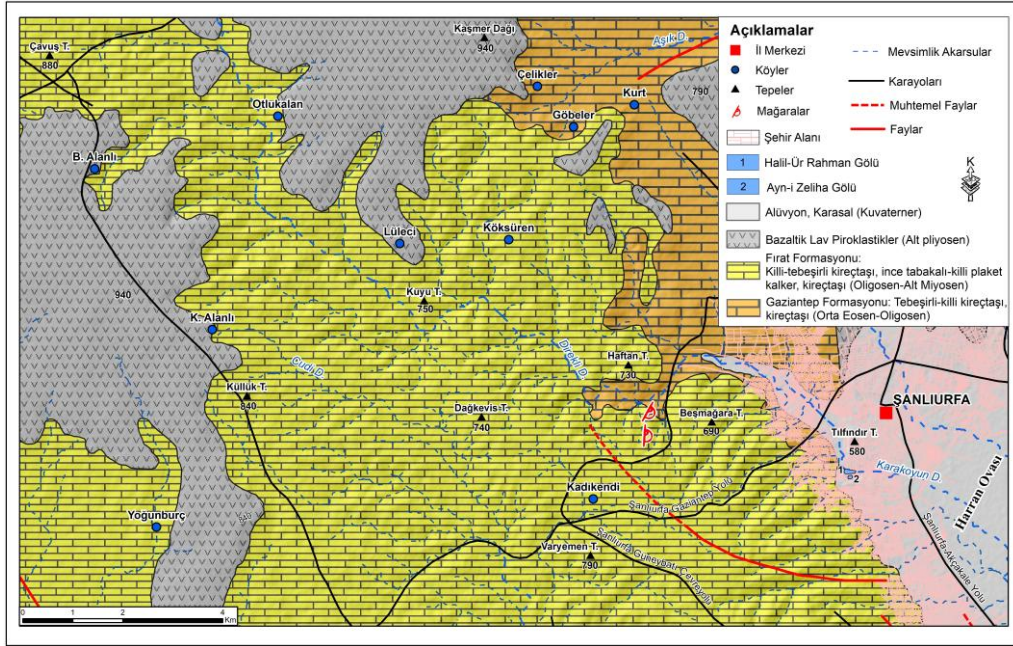 Çavuş T.
880
Kaşmer Dağı
940
Aşık D.
Çelikler
790
Otlukalan
Kurt
Göbeler
B. Alanlı
Lüleci
Köksüren
940
Kuyu T.
750
K. Alanlı
Cudi D.
Direkli D.
Haftan T.
730
Küllük T.
840
Dağkevis T.
740
Beşmağara T.
690
ŞANLIURFA
Tılfındır T.
580
1
2
Karakoyun D.
Harran Ovası
Kadıkendi
Şanlıurfa Gaziantep Yolu
Yoğunburç
Varyemen T.
790
Şanlıurfa Güneybatı Çevreyolu
Şanlıurfa-Akçakale Yolu
0 1 2 4
Km
Açıklamalar
İl Merkezi
Köyler
Tepeler
Mağaralar
Mevsimlik Akarsular
Karayoları
Muhtemel Faylar
Faylar
Şehir Alanı
1 Halil-Ür Rahman Gölü
2 Ayn-i Zeliha Gölü
K
Alüvyon, Karasal (Kuvaterner)
Bazaltik Lav Piroklastikler (Alt pliyosen)
Fırat Formasyonu:
Killi-tebeşirli kireçtaşı, ince tabakalı-killi plaket
kalker, kireçtaşı (Oligosen-Alt Miyosen)
Gaziantep Formasyonu: Tebeşirli-killi kireçtaşı,
kireçtaşı (Orta Eosen-Oligosen)